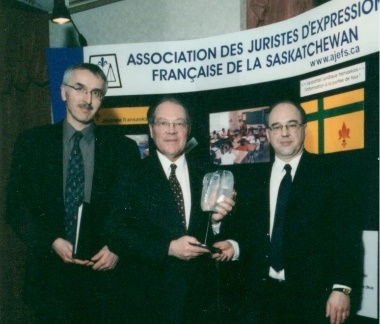 ASSOCIATION DES JURISTES D'EXPRESSION
FRANÇAISE DE LA SASKATCHEWAN
www.ajefs.ca